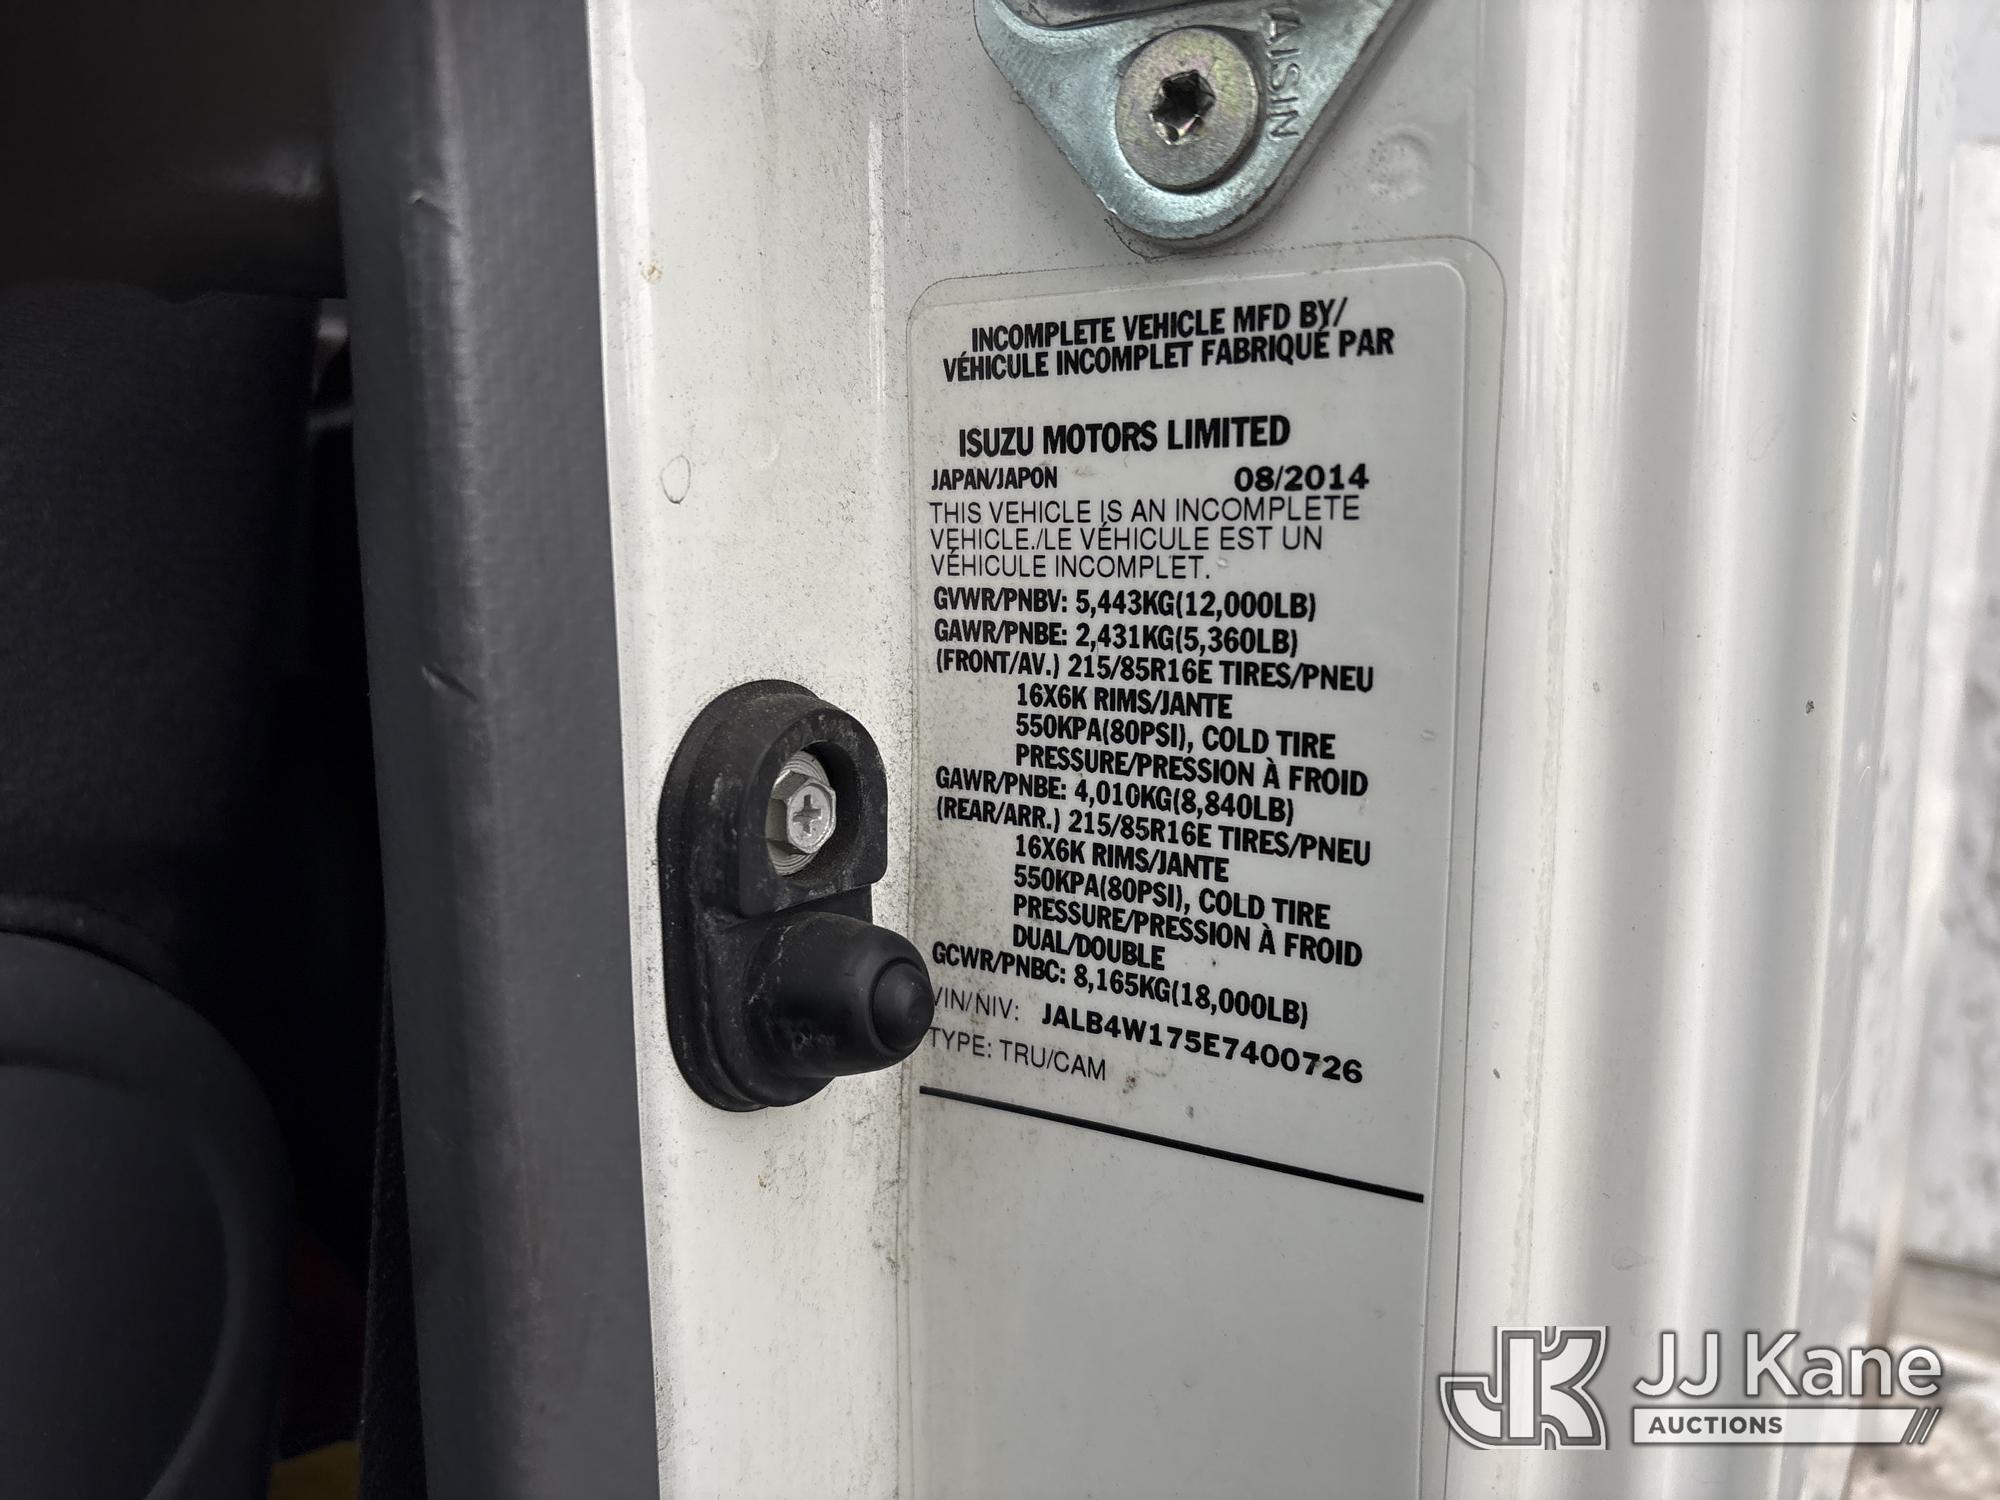 AISIN
INCOMPLETE VEHICLE MFD BY/
VÉHICULE INCOMPLET FABRIQUÉ PAR
ISUZU MOTORS LIMITED
JAPAN/JAPON 08/2014
THIS VEHICLE IS AN INCOMPLETE
VEHICLE./LE VÉHICULE EST UN
VÉHICULE INCOMPLET.
GVWR/PNBV: 5,443KG(12,000LB)
GAWR/PNBE: 2,431KG(5,360LB)
(FRONT/AV.) 215/85R16E TIRES/PNEU
16X6K RIMS/JANTE
550KPA(80PSI), COLD TIRE
PRESSURE/PRESSION À FROID
GAWR/PNBE: 4,010KG(8,840LB)
(REAR/ARR.) 215/85R16E TIRES/PNEU
16X6K RIMS/JANTE
550KPA(80PSI), COLD TIRE
PRESSURE/PRESSION À FROID
DUAL/DOUBLE
GCWR/PNBC: 8,165KG(18,000LB)
VIN/NIV: JALB4W175E7400726
TYPE: TRU/CAM
JK JJ Kane
AUCTIONS